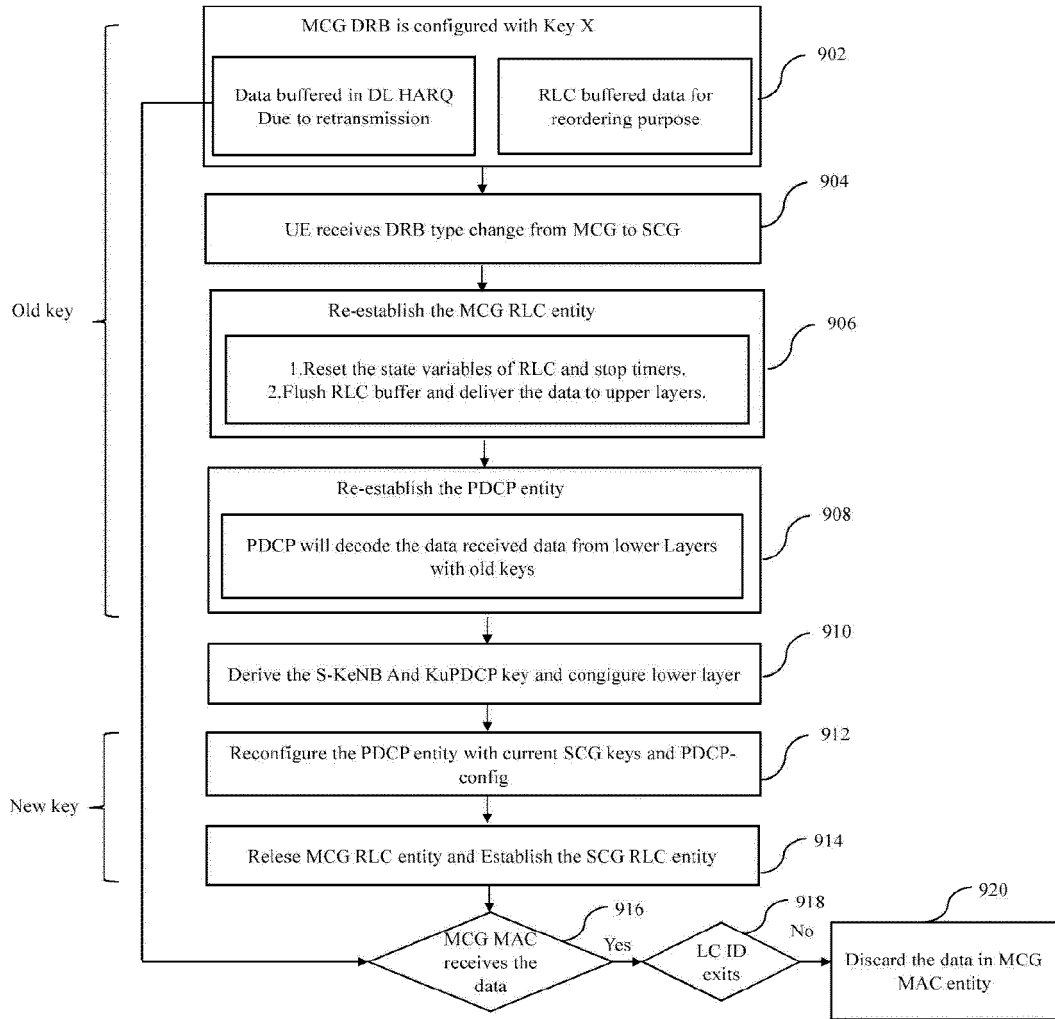 MCG DRB is configured with Key X
902
Data buffered in DL HARQ
Due to retransmission
RLC buffered data for
reordering purpose
904
UE receives DRB type change from MCG to SCG
Old key
Re-establish the MCG RLC entity
906
1.Reset the state variables of RLC and stop timers.
2.Flush RLC buffer and deliver the data to upper layers.
Re-establish the PDCP entity
908
PDCP will decode the data received data from lower Layers
with old keys
910
Derive the S-KeNB And KuPDCP key and congigure lower layer
912
Reconfigure the PDCP entity with current SCG keys and PDCP-
config
New key
914
Relese MCG RLC entity and Establish the SCG RLC entity
916
MCG MAC
receives the
data
Yes
918
LC ID
exits
No
920
Discard the data in MCG
MAC entity